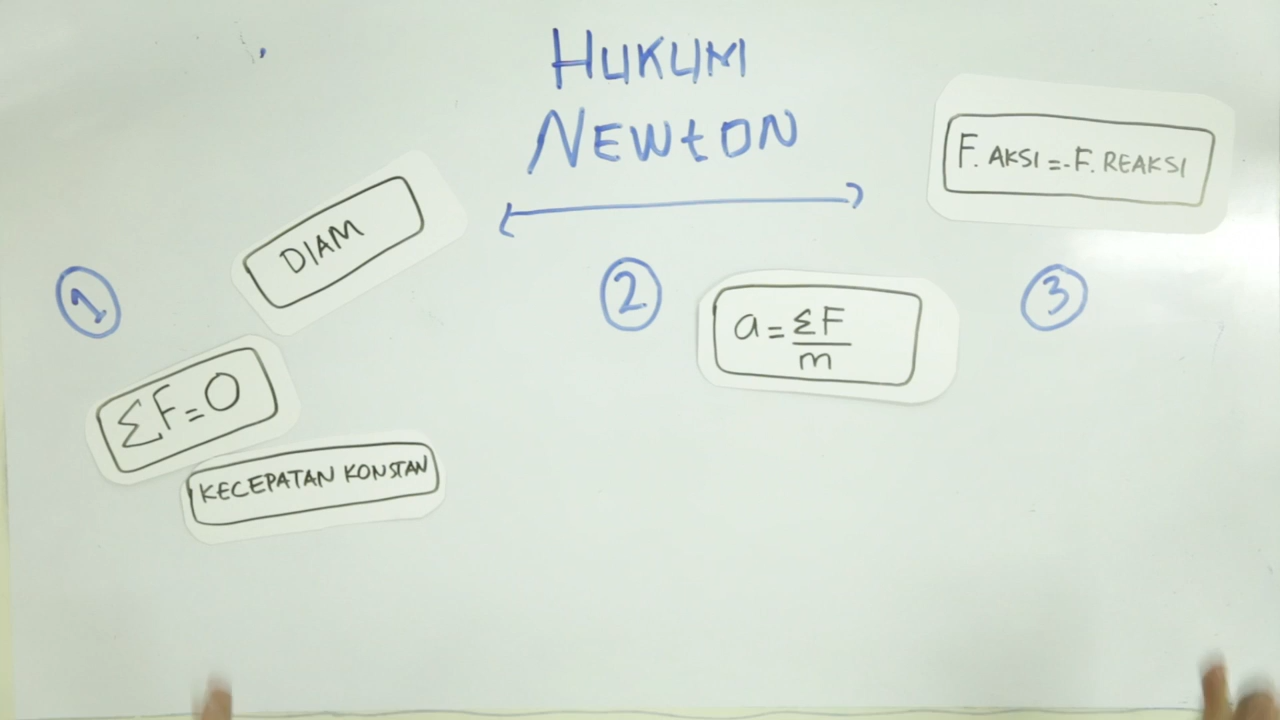 HUKUM
NEWtON
F. AKSI =-F. REAKSI
DIAM
1
2
3
a = ΣF
m
ΣF=0
KECEPATAN KONSTAN